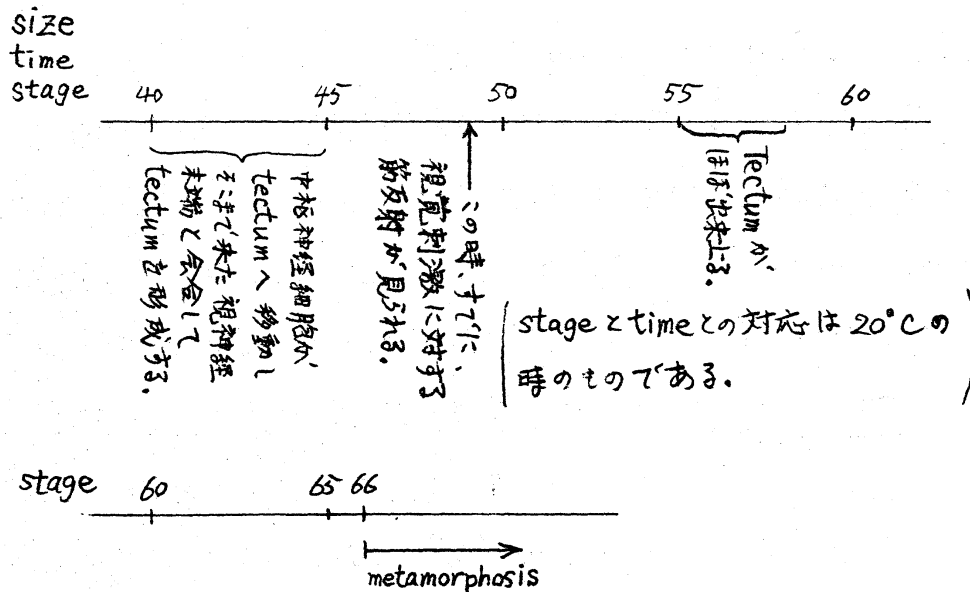 size
time
stage 40 45 50 55 60
中枢神経細胞が
tectumへ移動し
そこまで来た視神経
末端と会合して
tectumを形成する.
この時、すでに、
視覚刺激に対する
筋反射が見られる.
Tectumが、
ほぼ出来上る.
stageとtimeとの対応は20°Cの
時のものである.
stage 60 65 66
metamorphosis